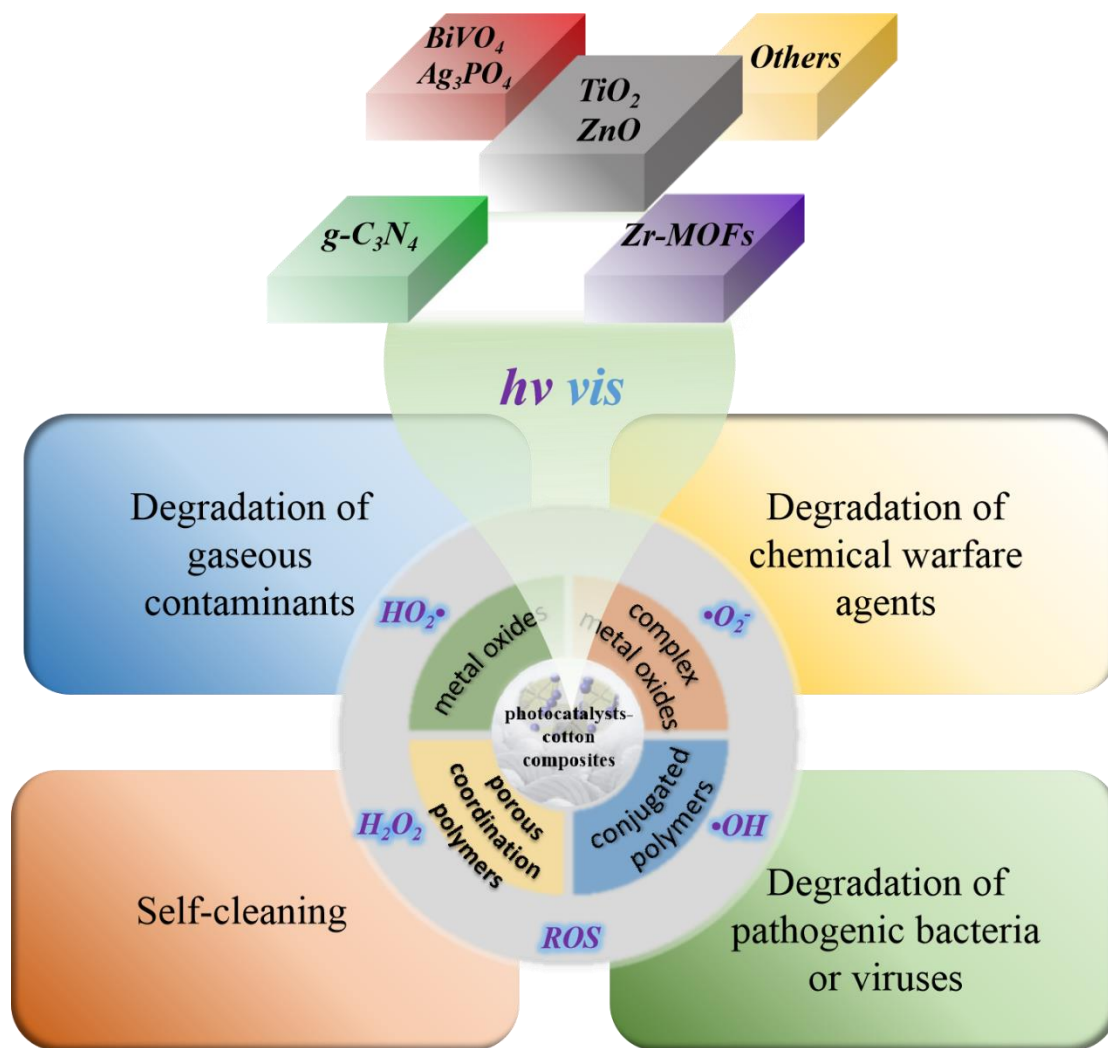 BiVO₄
Ag₃PO₄
TiO₂
ZnO
Others
g-C₃N₄
Zr-MOFs
hv vis
Degradation of
gaseous
contaminants
Degradation of
chemical warfare
agents
HO₂•
•O₂⁻
metal oxides
complex
metal oxides
photocatalysts-
cotton
composites
porous
coordination
polymers
conjugated
polymers
H₂O₂
•OH
ROS
Self-cleaning
Degradation of
pathogenic bacteria
or viruses